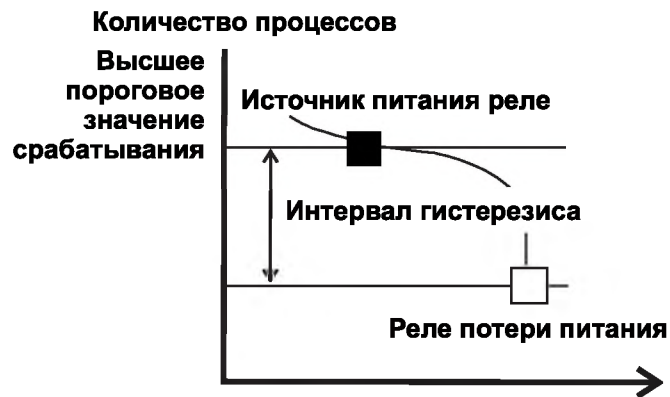 Количество процессов
Высшее
пороговое
значение
срабатывания
Источник питания реле
Интервал гистерезиса
Реле потери питания